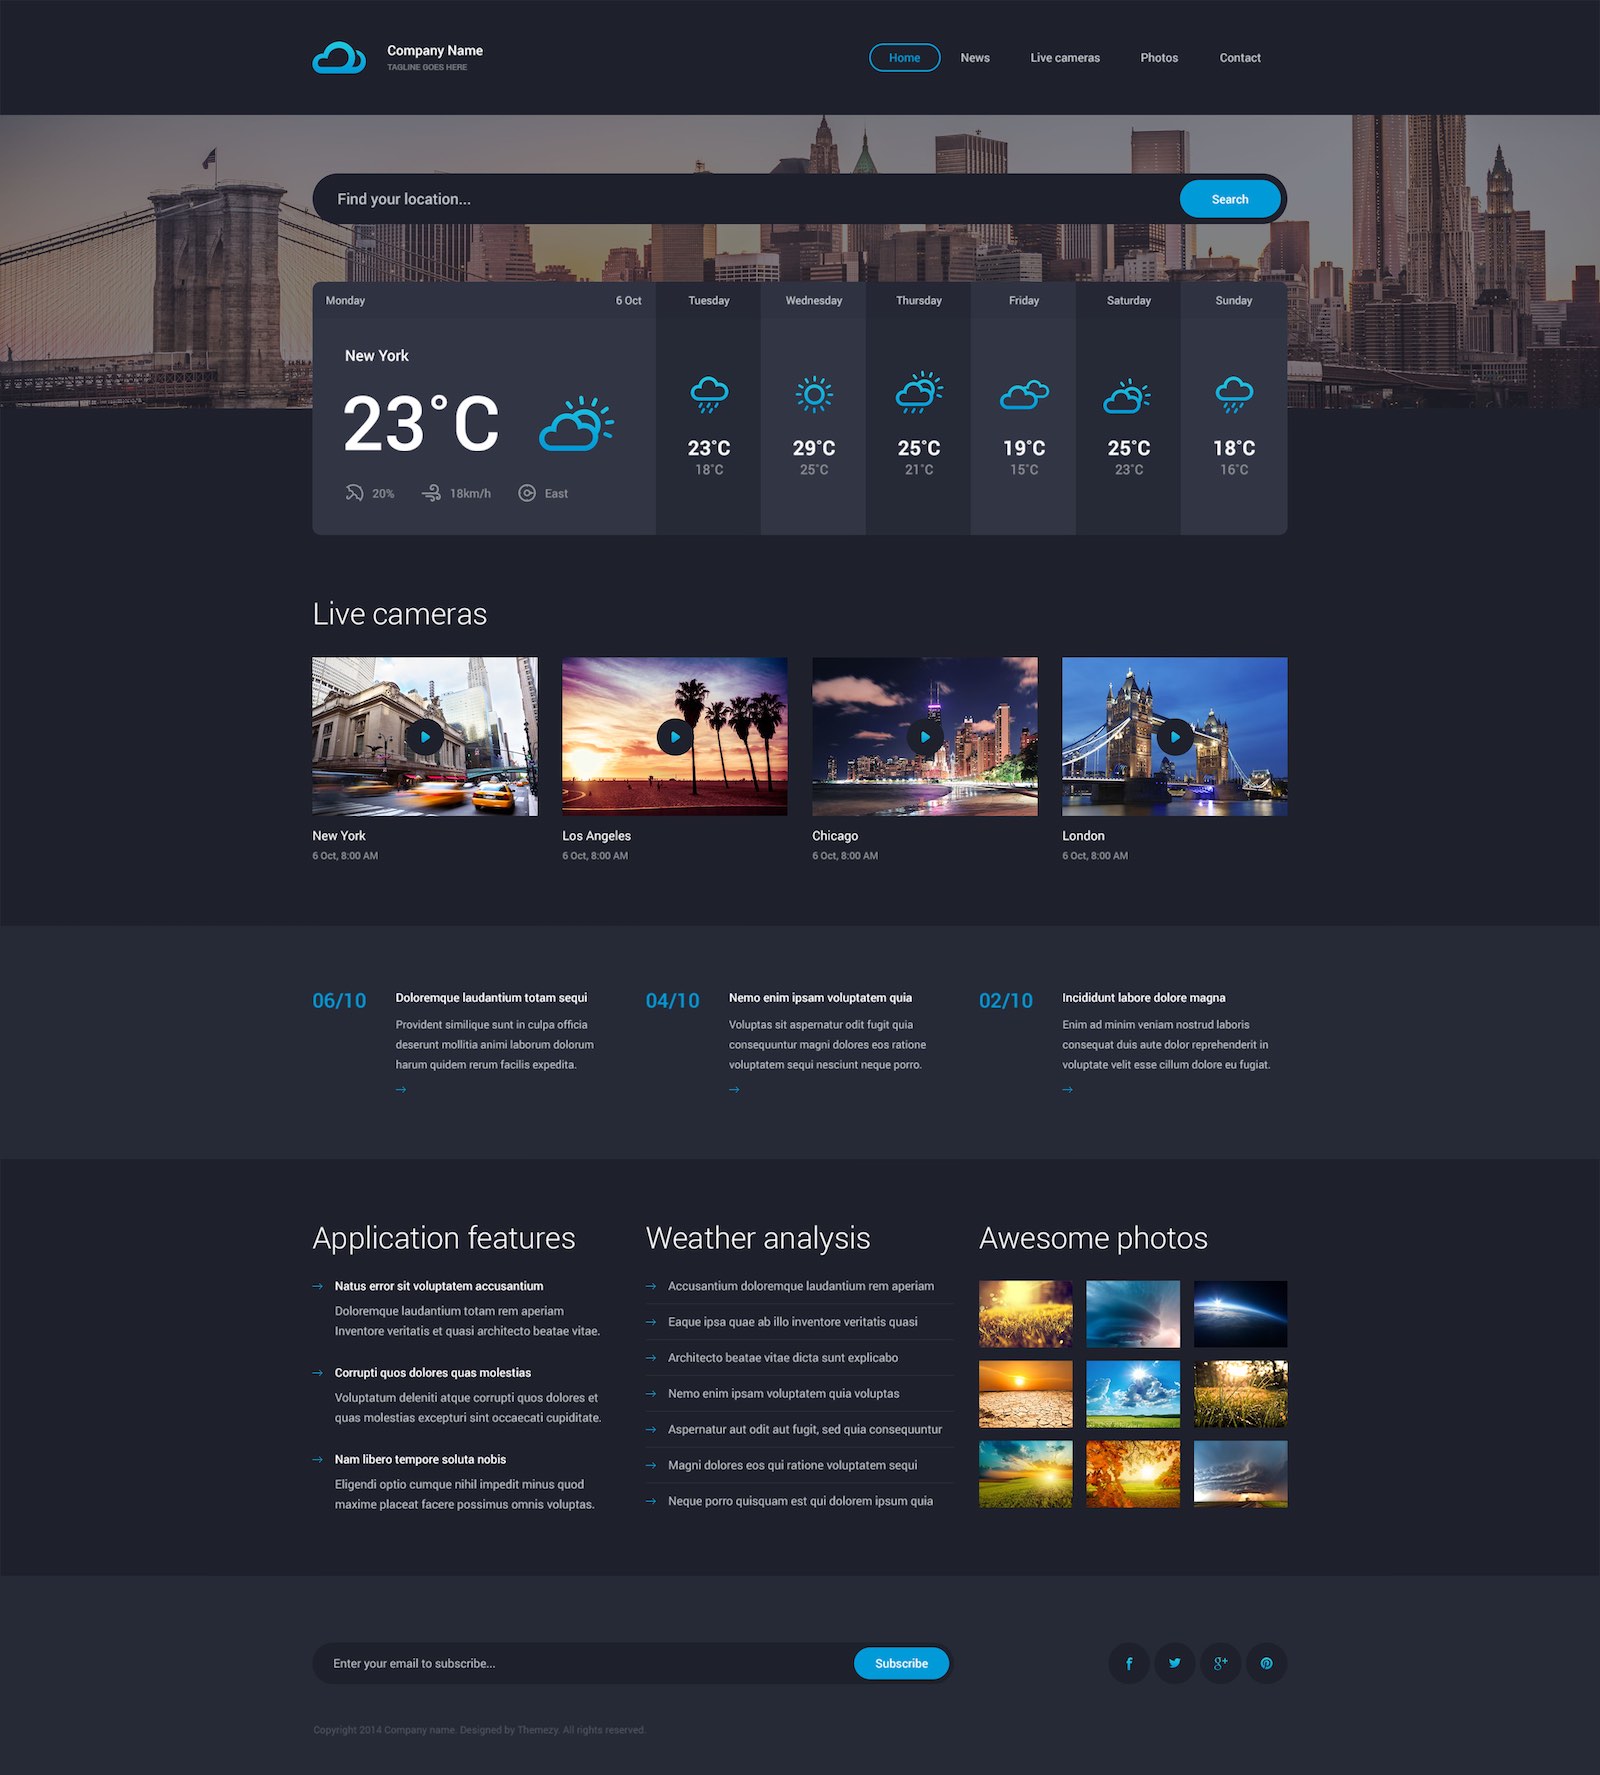 Company Name
TAGLINE GOES HERE
Home
News
Live cameras
Photos
Contact
Find your location...
Search
Monday
6 Oct
New York
23°C
20%
18km/h
East
Tuesday
23°C
18°C
Wednesday
29°C
25°C
Thursday
25°C
21°C
Friday
19°C
15°C
Saturday
25°C
23°C
Sunday
18°C
16°C
Live cameras
New York
6 Oct, 8:00 AM
Los Angeles
6 Oct, 8:00 AM
Chicago
6 Oct, 8:00 AM
London
6 Oct, 8:00 AM
06/10
Doloremque laudantium totam sequi
Provident similique sunt in culpa officia
deserunt mollitia animi laborum dolorum
harum quidem rerum facilis expedita.
04/10
Nemo enim ipsam voluptatem quia
Voluptas sit aspernatur odit fugit quia
consequuntur magni dolores eos ratione
voluptatem sequi nesciunt neque porro.
02/10
Incididunt labore dolore magna
Enim ad minim veniam nostrud laboris
consequat duis aute dolor reprehenderit in
voluptate velit esse cillum dolore eu fugiat.
Application features
Natus error sit voluptatem accusantium
Doloremque laudantium totam rem aperiam
Inventore veritatis et quasi architecto beatae vitae.
Corrupti quos dolores quas molestias
Voluptatum deleniti atque corrupti quos dolores et
quas molestias excepturi sint occaecati cupiditate.
Nam libero tempore soluta nobis
Eligendi optio cumque nihil impedit minus quod
maxime placeat facere possimus omnis voluptas.
Weather analysis
Accusantium doloremque laudantium rem aperiam
Eaque ipsa quae ab illo inventore veritatis quasi
Architecto beatae vitae dicta sunt explicabo
Nemo enim ipsam voluptatem quia voluptas
Aspernatur aut odit aut fugit, sed quia consequuntur
Magni dolores eos qui ratione voluptatem sequi
Neque porro quisquam est qui dolorem ipsum quia
Awesome photos
Enter your email to subscribe...
Subscribe
Copyright 2014 Company name. Designed by Themezy. All rights reserved.